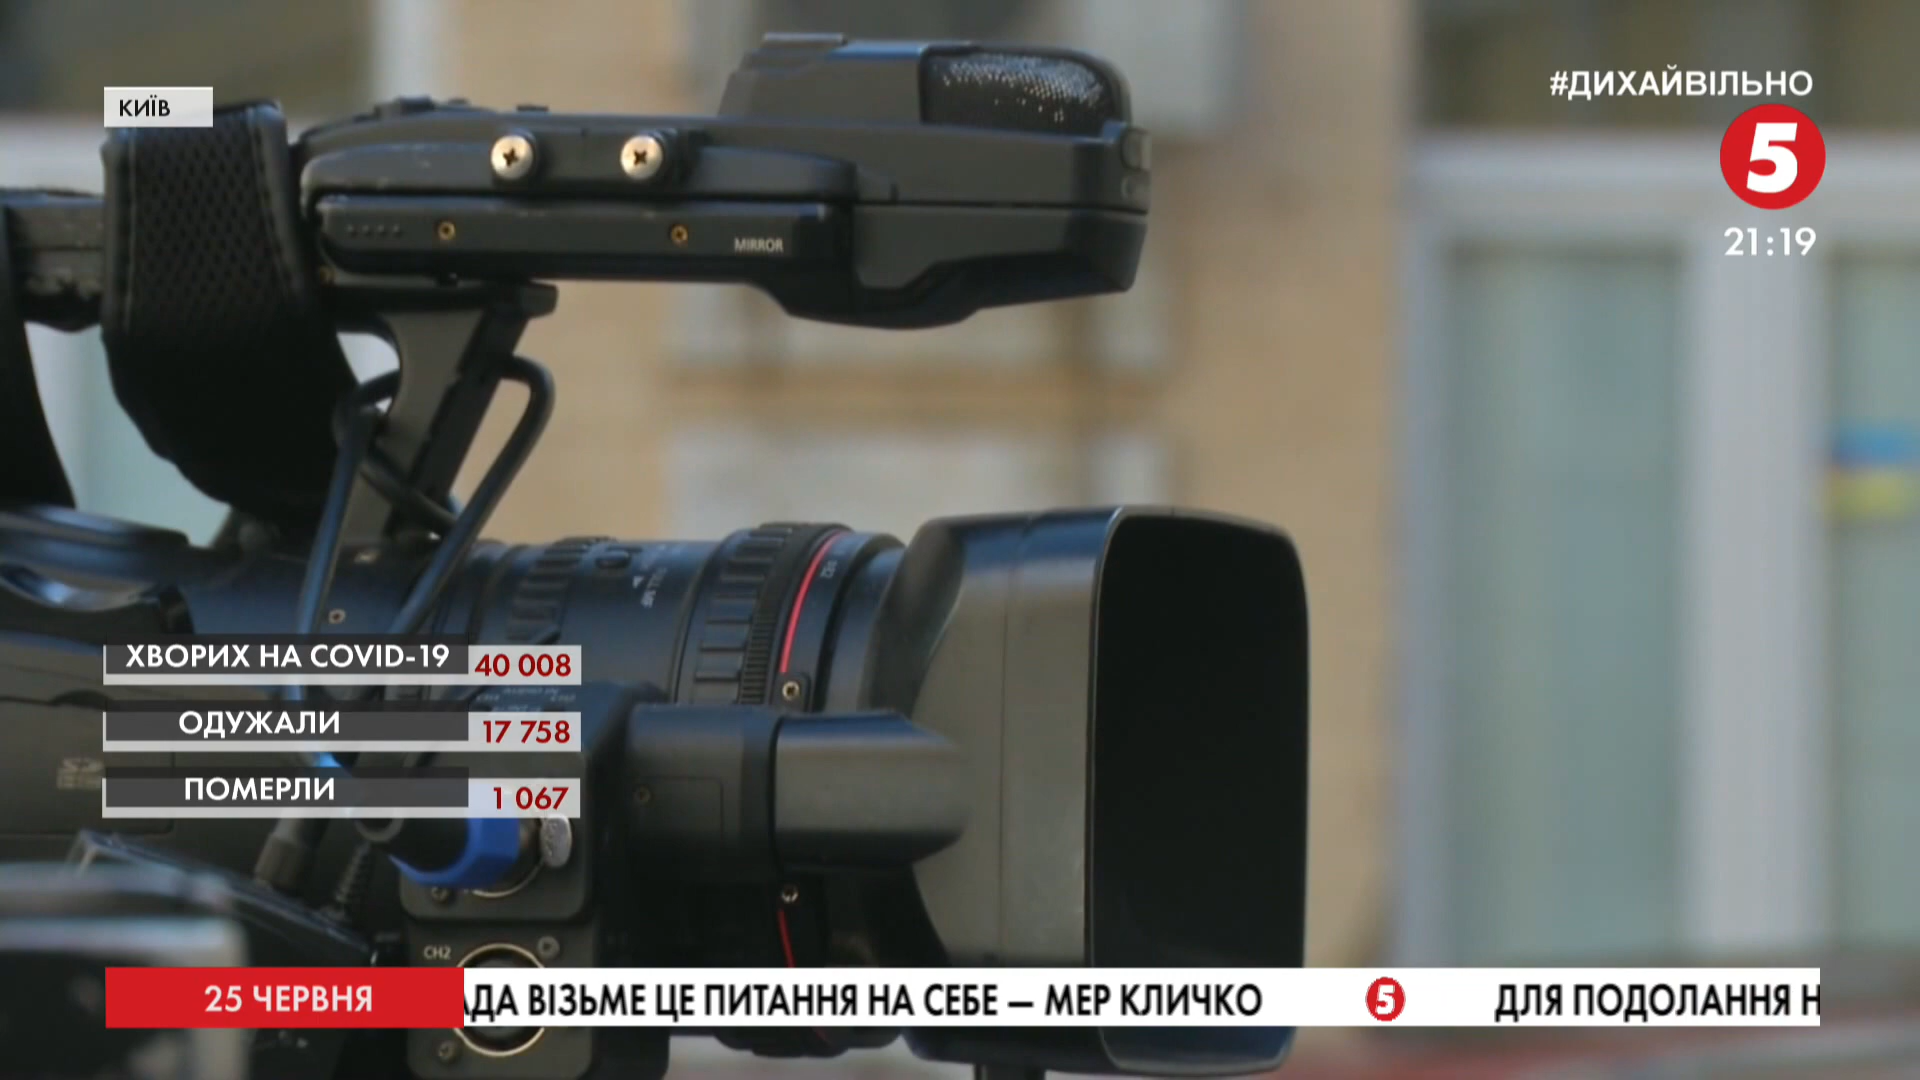 КИЇВ
#ДИХАЙВІЛЬНО
5
21:19
MIRROR
ХВОРИХ НА COVID-19 40 008
ОДУЖАЛИ 17 758
ПОМЕРЛИ 1 067
CH2
25 ЧЕРВНЯ АДА ВІЗЬМЕ ЦЕ ПИТАННЯ НА СЕБЕ — МЕР КЛИЧКО 5 ДЛЯ ПОДОЛАННЯ Н